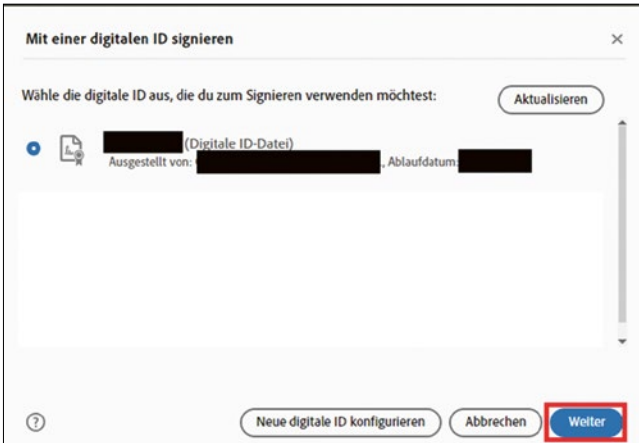 Mit einer digitalen ID signieren
Wähle die digitale ID aus, die du zum Signieren verwenden möchtest:
Aktualisieren
(Digitale ID-Datei)
Ausgestellt von: , Ablaufdatum:
Neue digitale ID konfigurieren
Abbrechen
Weiter